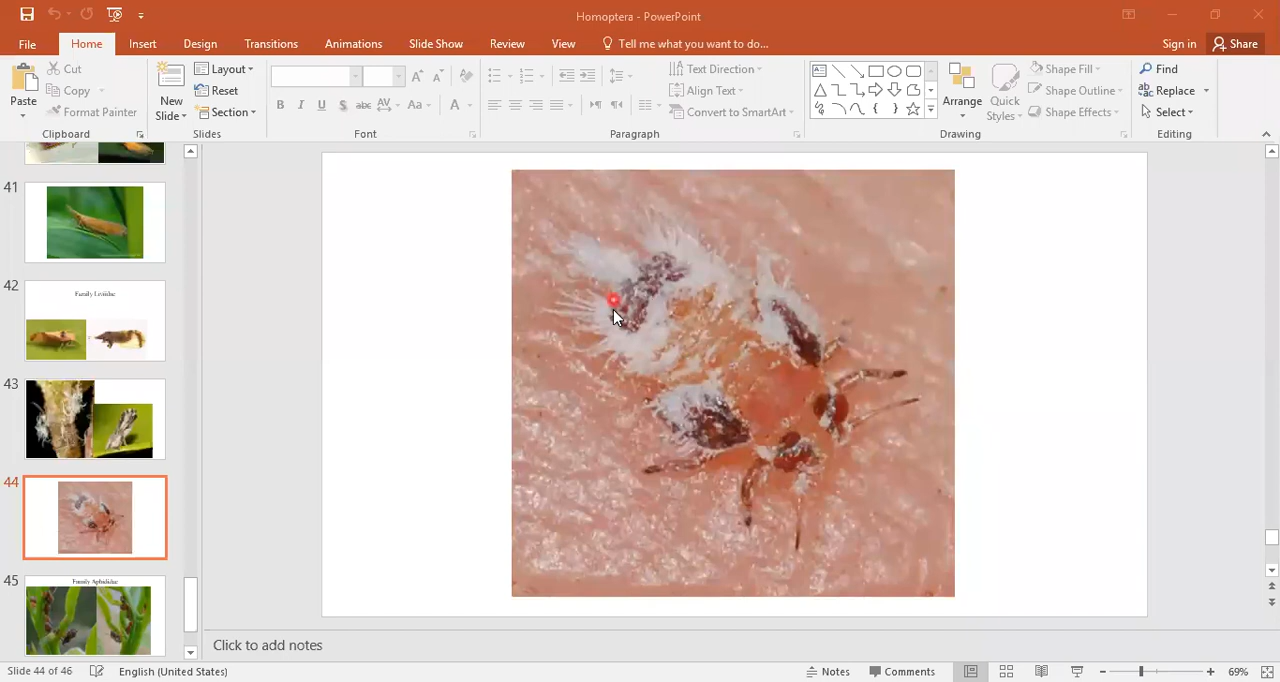 Homoptera - PowerPoint
File Home Insert Design Transitions Animations Slide Show Review View Tell me what you want to do... Sign in Share
Paste Cut Copy Format Painter
Clipboard
New Slide Layout Reset Section
Slides
B I U S abc AV Aa A
Font
Text Direction Align Text Convert to SmartArt
Paragraph
Arrange Quick Styles Shape Fill Shape Outline Shape Effects
Drawing
Find Replace Select
Editing
41
42
Family Liviidae
43
44
45
Family Aphididae
Click to add notes
Slide 44 of 46 English (United States) Notes Comments 69%